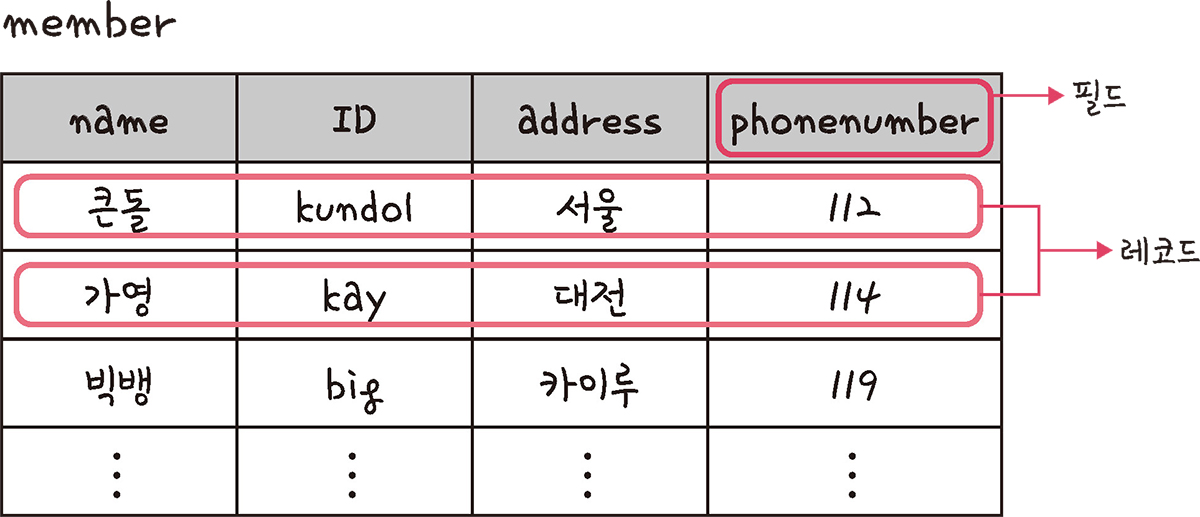 member
name ID address phonenumber 필드
큰돌 kundol 서울 112
레코드
가영 kay 대전 114
빅뱅 big 카이루 119
⋮ ⋮ ⋮ ⋮